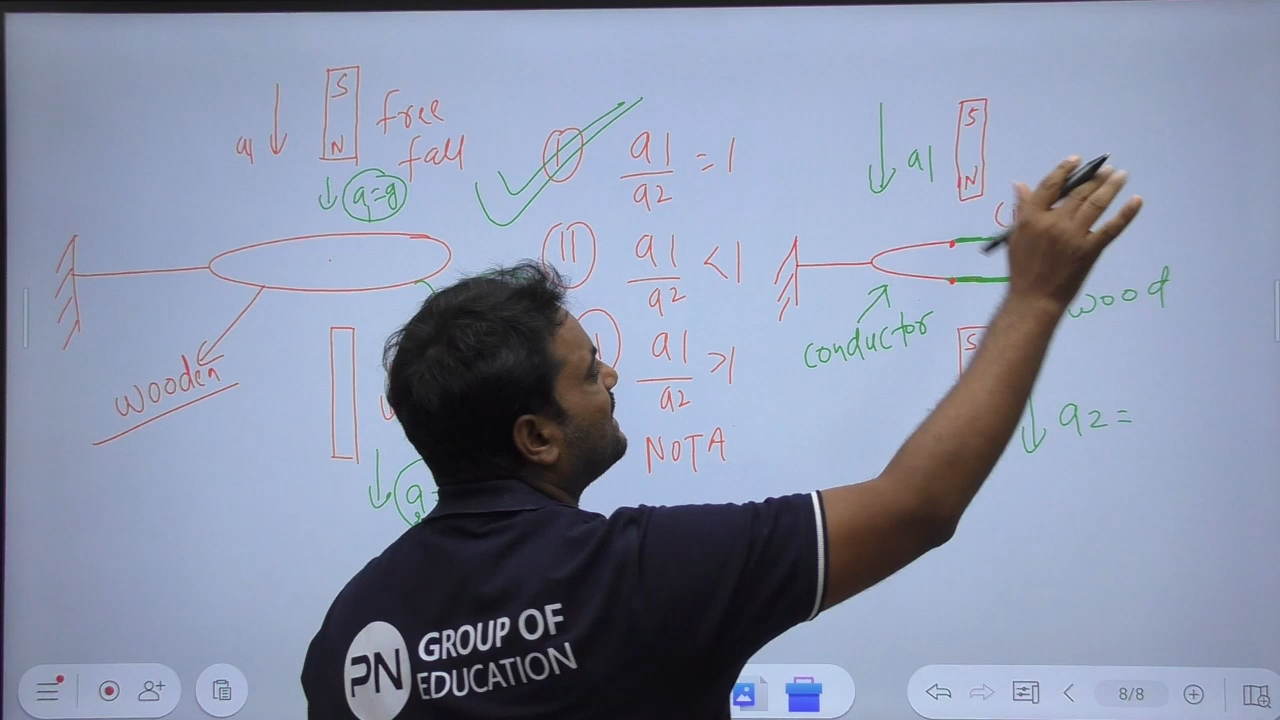 S
N
a1
free
fall
a1=g
wooden
I
a1/a2 = 1
II
a1/a2 < 1
a1/a2 > 1
NOTA
a1
S
N
conductor
wood
S
a2 =
PN
GROUP OF
EDUCATION
8/8